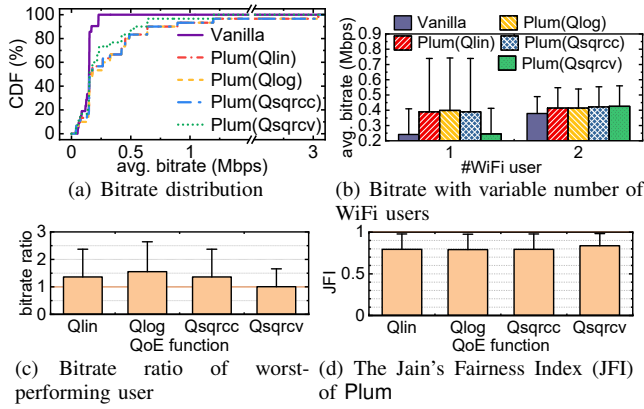 100
80
60
40
20
0
CDF (%)
Vanilla
Plum(Qlin)
Plum(Qlog)
Plum(Qsqrcc)
Plum(Qsqrcv)
0.0 0.5 1.0 1.5 3.0
avg. bitrate (Mbps)
(a) Bitrate distribution
0.9
0.8
0.7
0.6
0.5
0.4
0.3
0.2
avg. bitrate (Mbps)
Vanilla Plum(Qlog)
Plum(Qlin) Plum(Qsqrcc)
Plum(Qsqrcv)
1 2
#WiFi user
(b) Bitrate with variable number of
WiFi users
3
2
1
0
bitrate ratio
Qlin Qlog Qsqrcc Qsqrcv
QoE function
(c) Bitrate ratio of worst-
performing user
1
0.5
0
JFI
Qlin Qlog Qsqrcc Qsqrcv
QoE function
(d) The Jain's Fairness Index (JFI)
of Plum